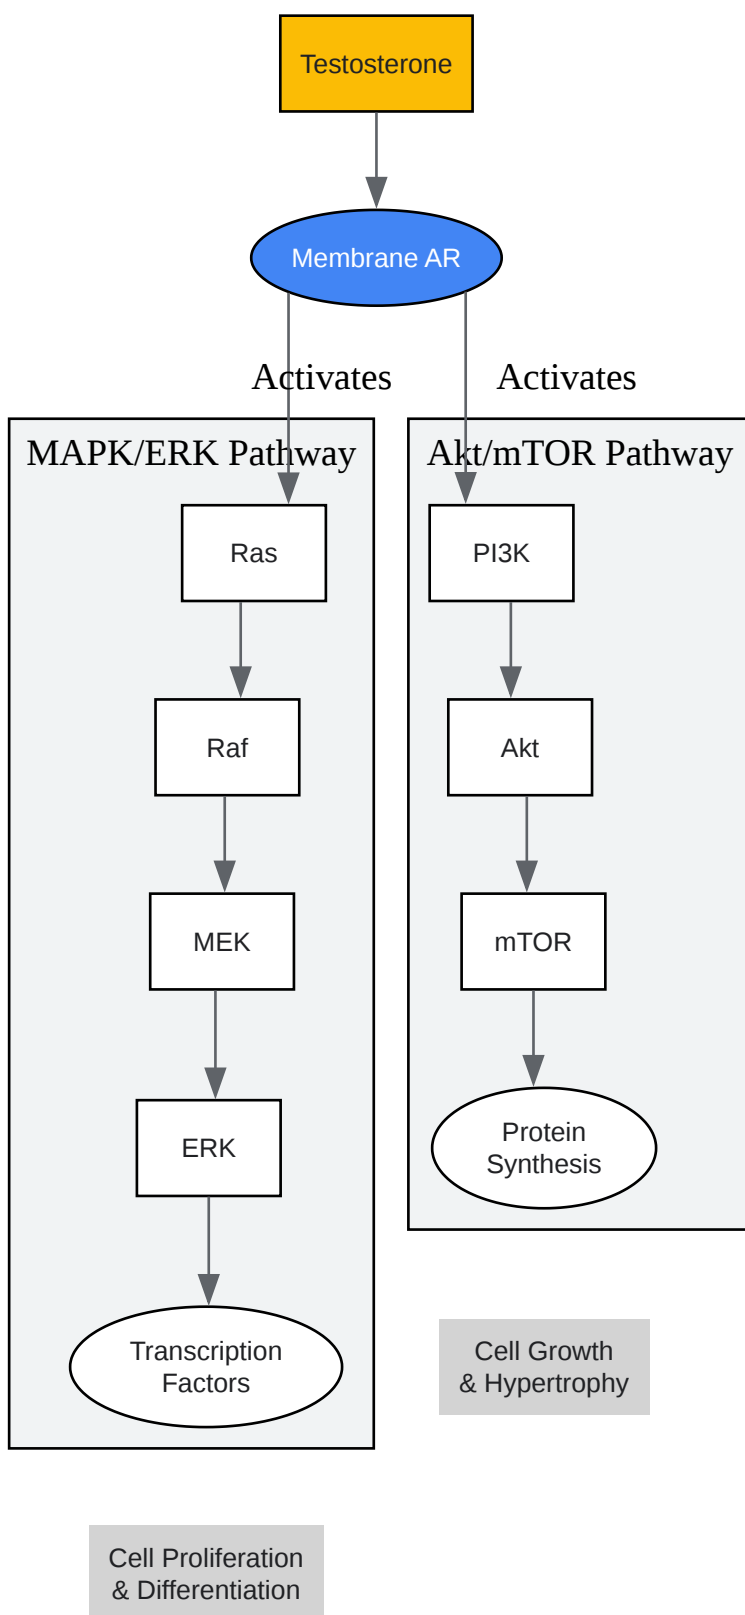 Testosterone
Membrane AR
Activates
Activates
MAPK/ERK Pathway
Akt/mTOR Pathway
Ras
PI3K
Raf
Akt
MEK
mTOR
ERK
Protein
Synthesis
Transcription
Factors
Cell Growth
& Hypertrophy
Cell Proliferation
& Differentiation